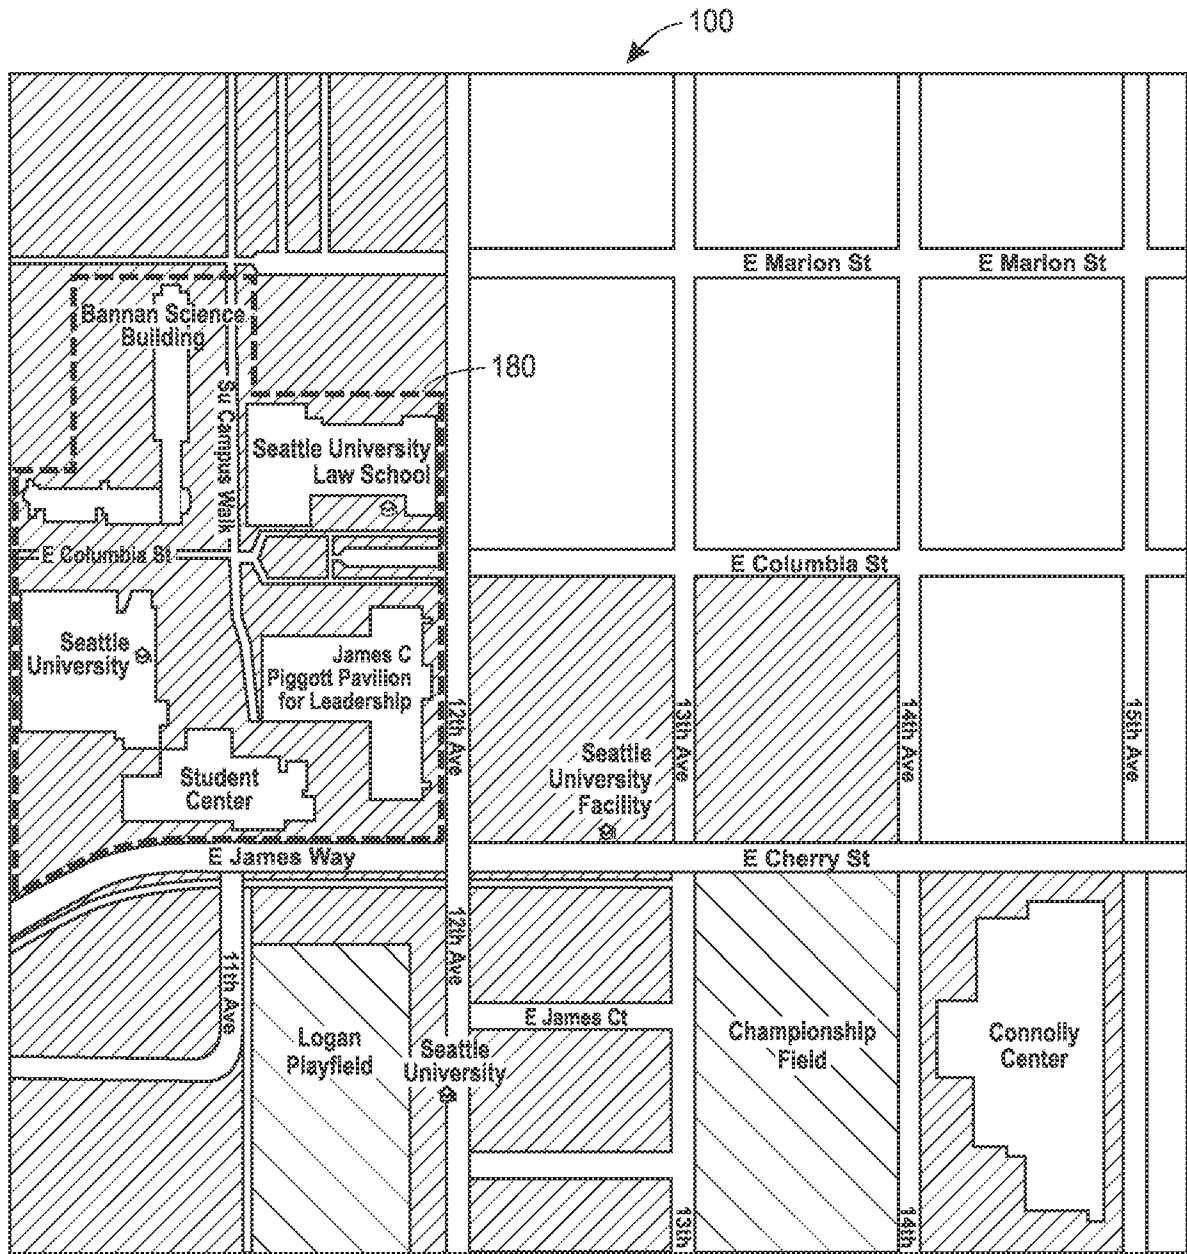 100
E Marion St
E Marion St
Bannan Science
Building
180
Su Campus Walk
Seattle University
Law School
E Columbia St
E Columbia St
Seattle
University
James C
Piggott Pavilion
for Leadership
12th Ave
13th Ave
14th Ave
15th Ave
Seattle
University
Facility
Student
Center
E James Way
E Cherry St
12th Ave
11th Ave
E James Ct
Logan
Playfield
Seattle
University
Championship
Field
Connolly
Center
13th
14th